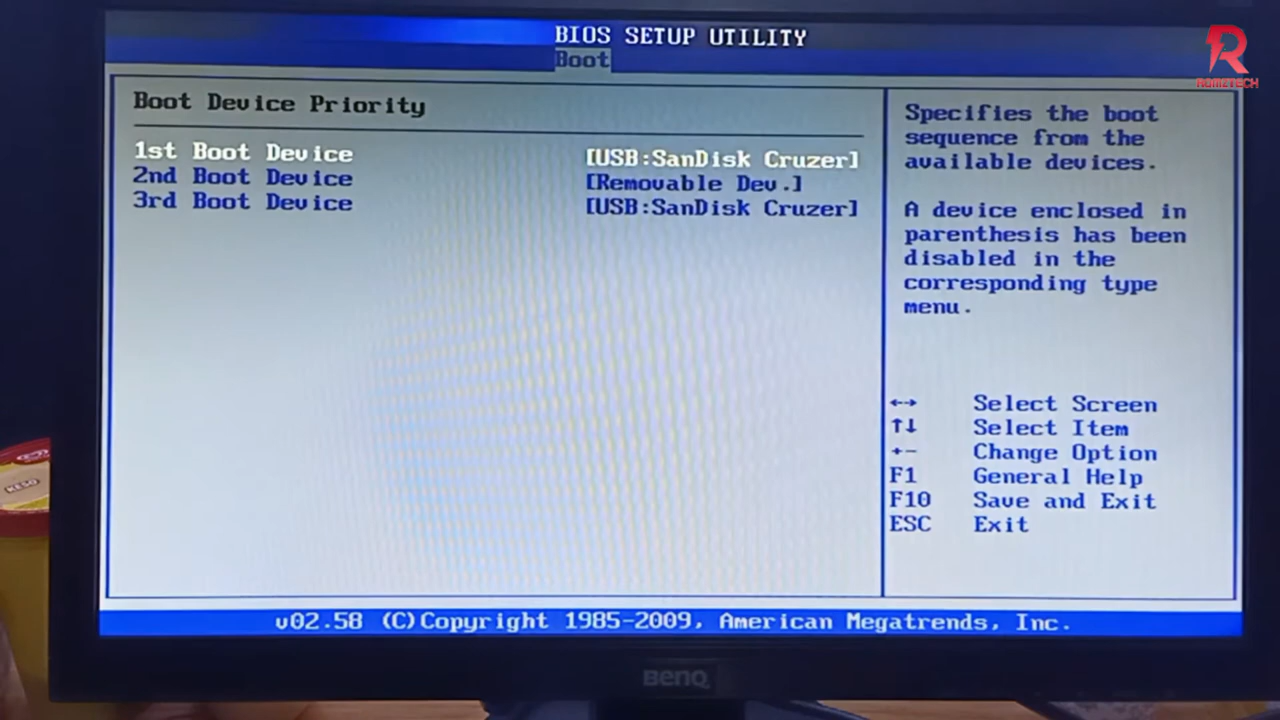 R
ROMZTECH
BIOS SETUP UTILITY
Boot
Boot Device Priority
1st Boot Device [USB:SanDisk Cruzer]
2nd Boot Device [Removable Dev.]
3rd Boot Device [USB:SanDisk Cruzer]
Specifies the boot
sequence from the
available devices.
A device enclosed in
parenthesis has been
disabled in the
corresponding type
menu.
←→ Select Screen
↑↓ Select Item
+- Change Option
F1 General Help
F10 Save and Exit
ESC Exit
v02.58 (C)Copyright 1985-2009, American Megatrends, Inc.
BenQ
KESO